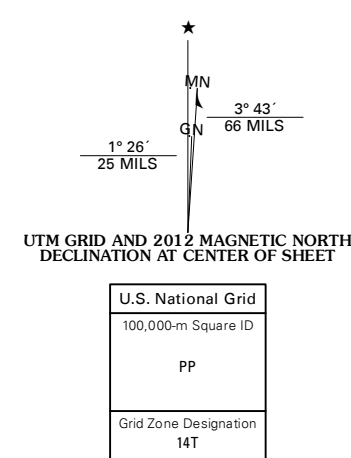 ★
MN
3° 43´
66 MILS
GN
1° 26´
25 MILS
UTM GRID AND 2012 MAGNETIC NORTH
DECLINATION AT CENTER OF SHEET
U.S. National Grid
100,000-m Square ID
PP
Grid Zone Designation
14T